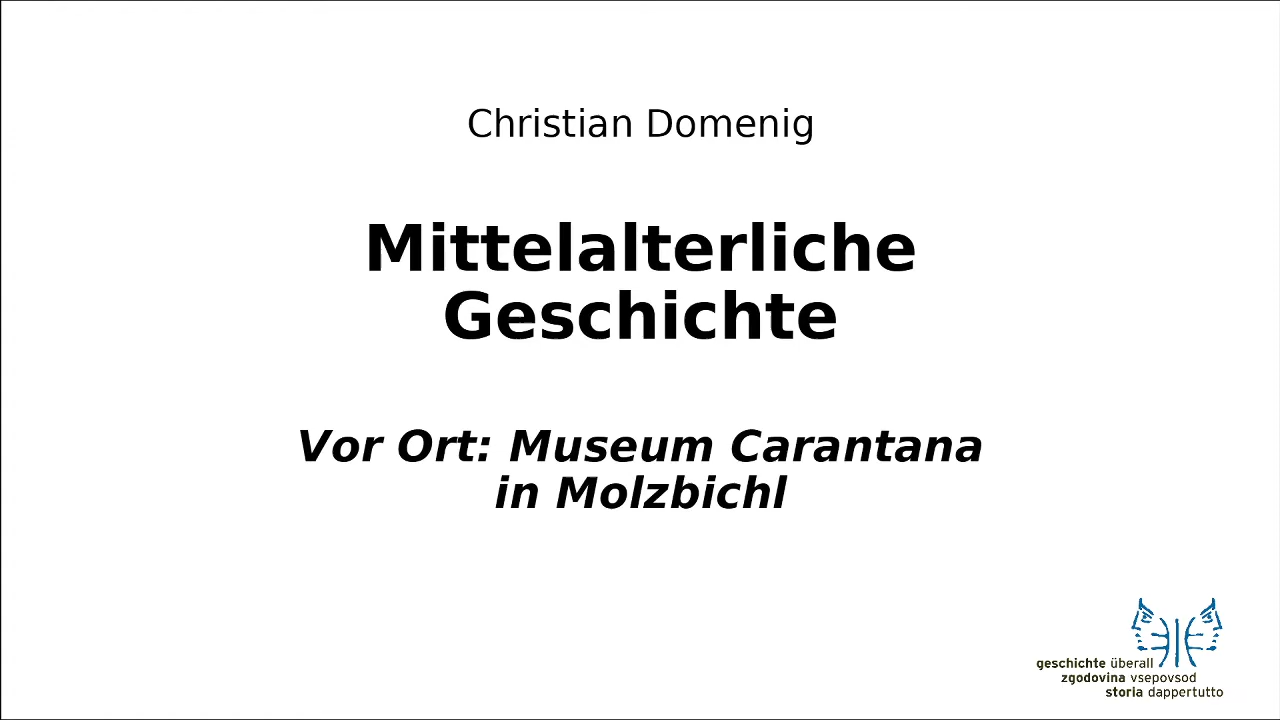 Christian Domenig
Mittelalterliche
Geschichte
Vor Ort: Museum Carantana
in Molzbichl
geschichte überall
zgodovina vsepovsod
storia dappertutto